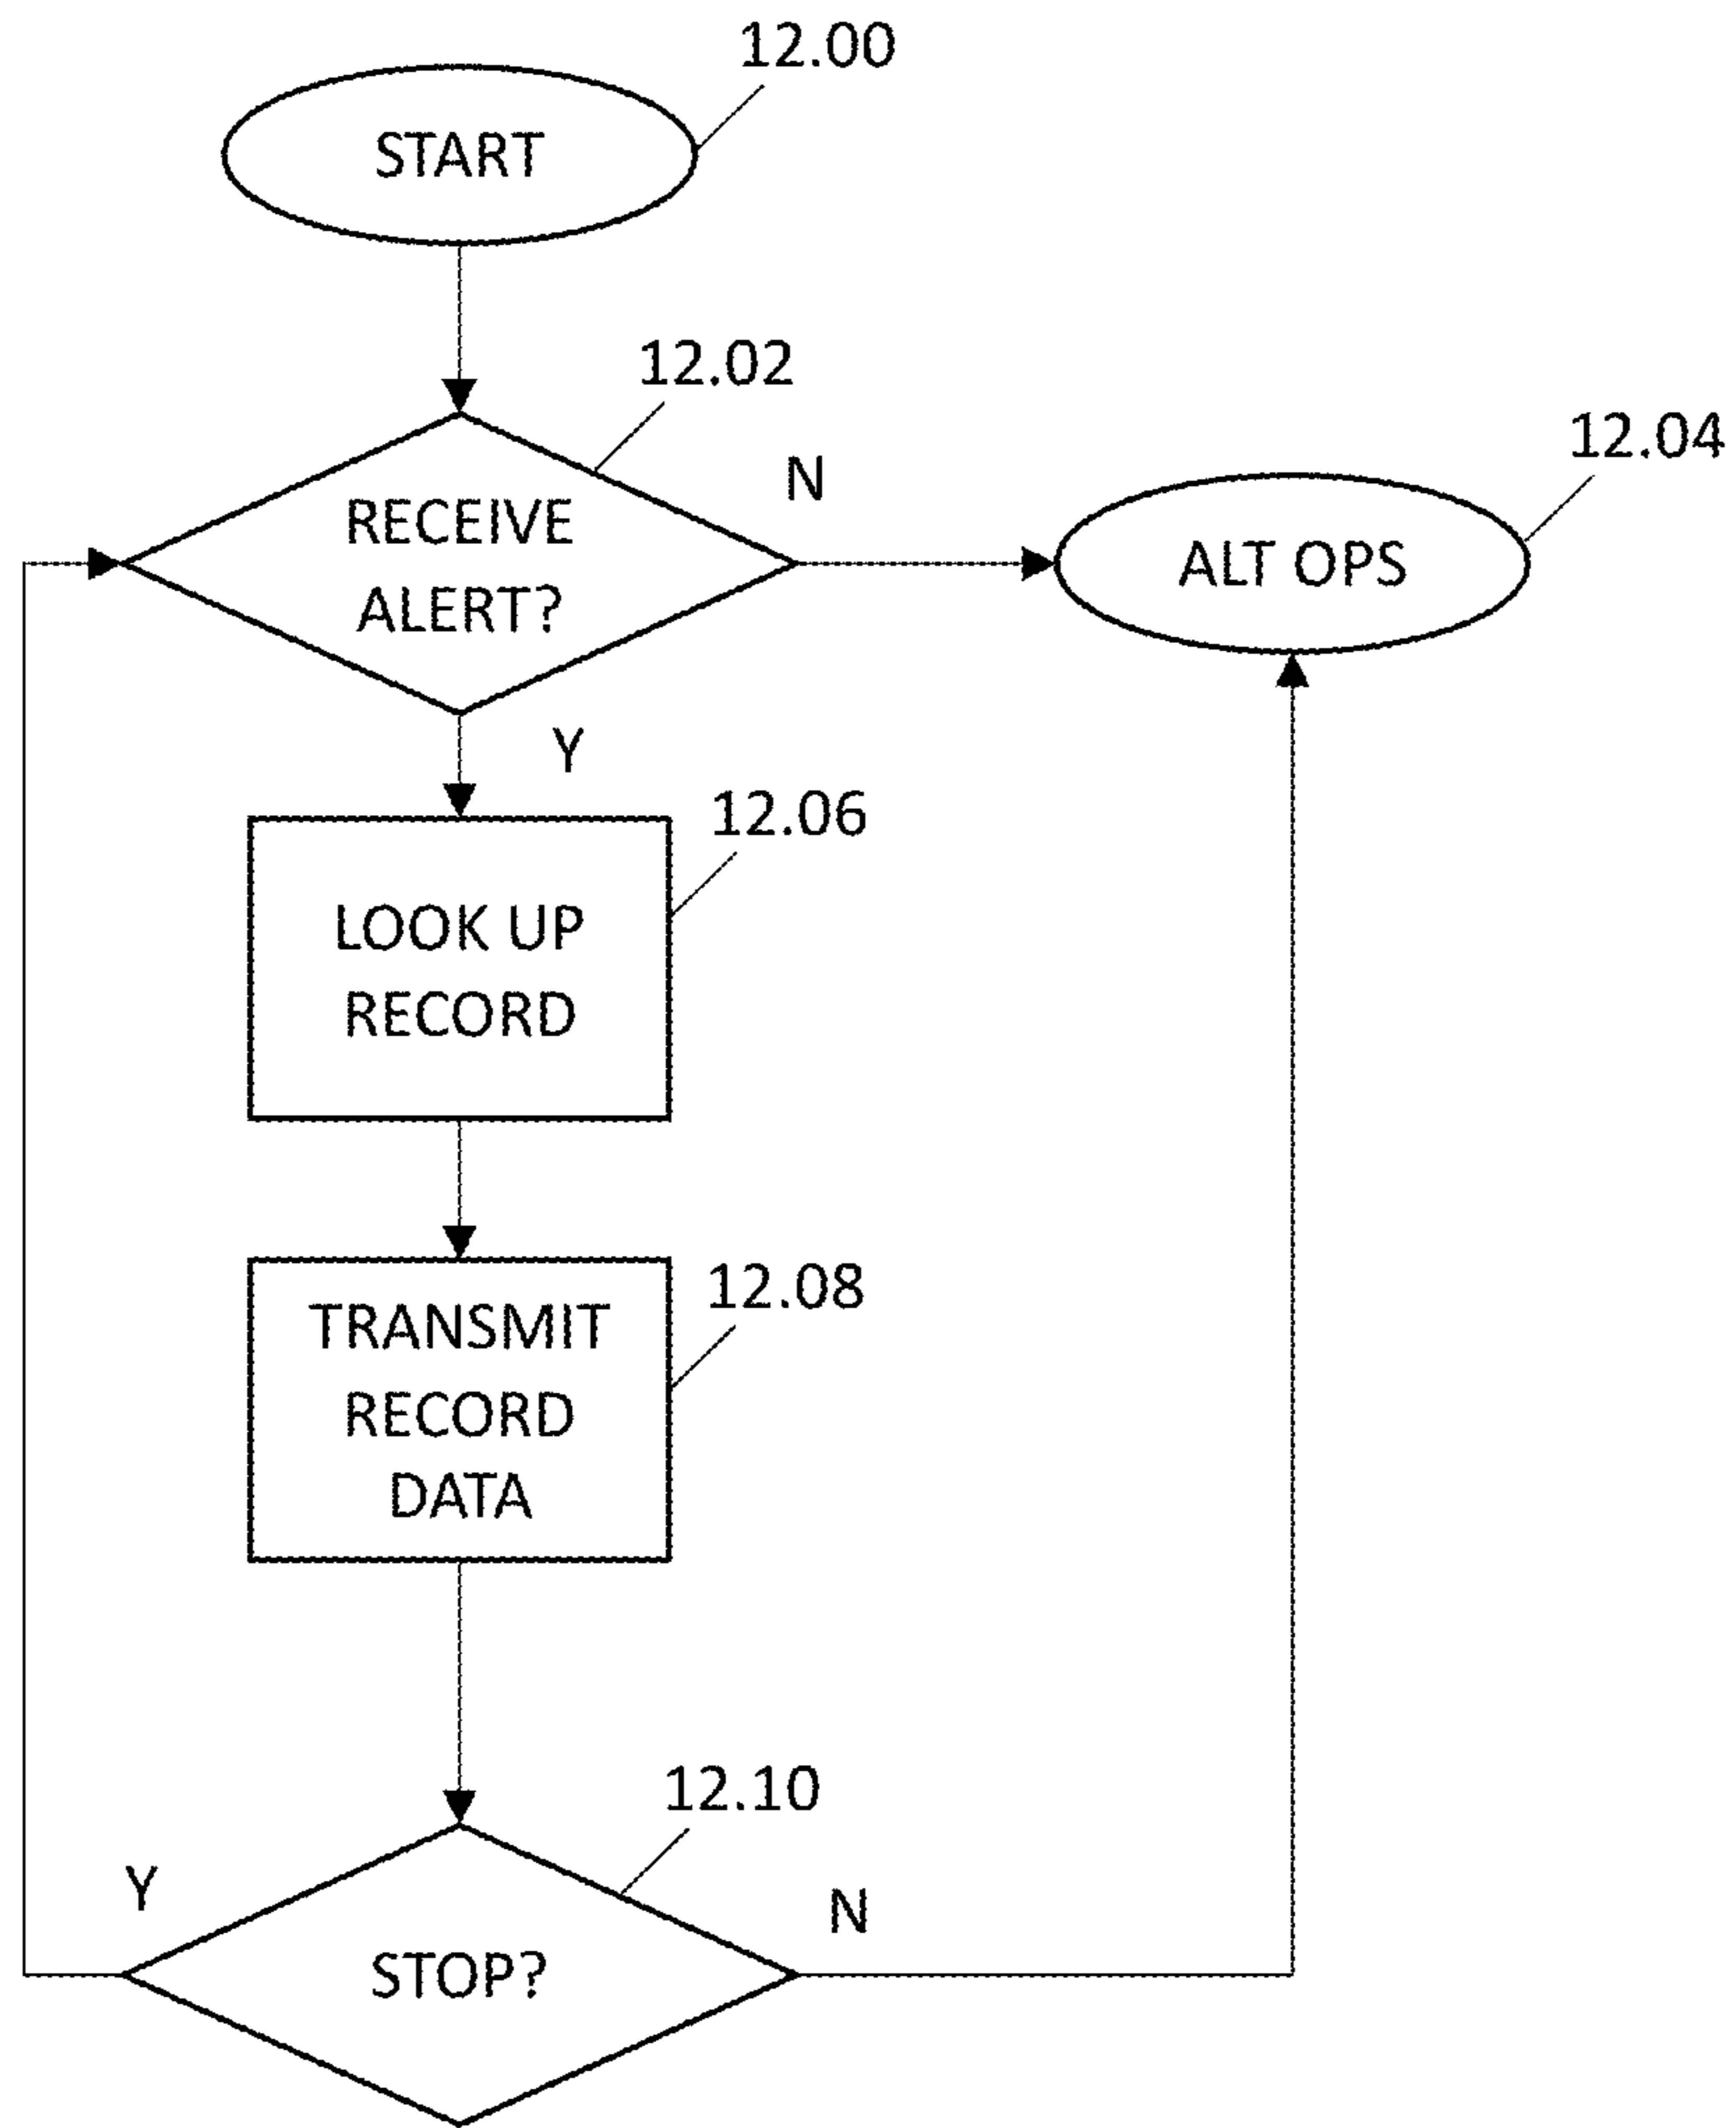 12.00
START
12.02
12.04
N
RECEIVE
ALERT?
ALT OPS
Y
12.06
LOOK UP
RECORD
12.08
TRANSMIT
RECORD
DATA
12.10
Y
N
STOP?